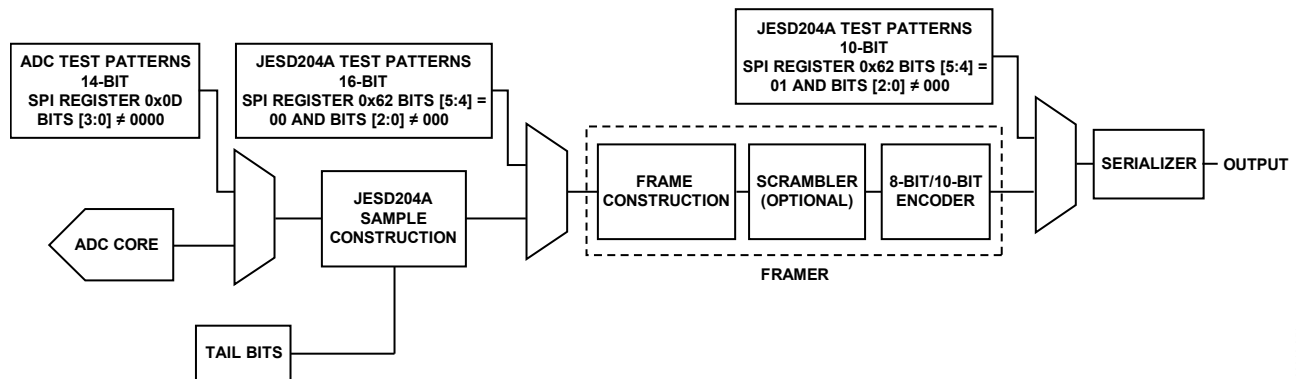 ADC TEST PATTERNS
14-BIT
SPI REGISTER 0x0D
BITS [3:0] ≠ 0000
JESD204A TEST PATTERNS
16-BIT
SPI REGISTER 0x62 BITS [5:4] =
00 AND BITS [2:0] ≠ 000
JESD204A TEST PATTERNS
10-BIT
SPI REGISTER 0x62 BITS [5:4] =
01 AND BITS [2:0] ≠ 000
ADC CORE
JESD204A
SAMPLE
CONSTRUCTION
TAIL BITS
FRAME
CONSTRUCTION
SCRAMBLER
(OPTIONAL)
8-BIT/10-BIT
ENCODER
FRAMER
SERIALIZER
OUTPUT